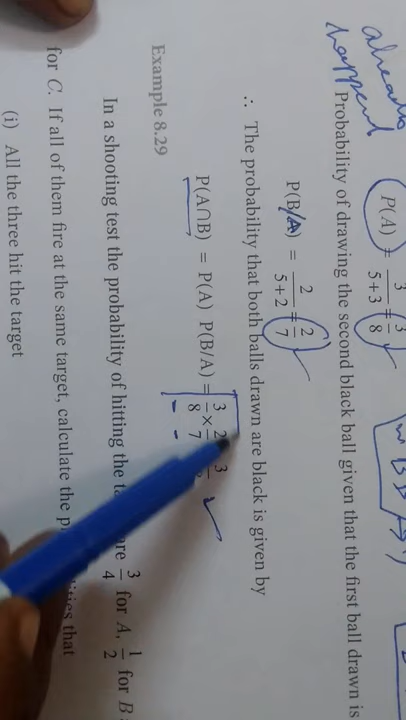 already
happened
P(A) = 3/5+3 = 3/8
Probability of drawing the second black ball given that the first ball drawn is
P(B/A) = 2/5+2 = 2/7
∴ The probability that both balls drawn are black is given by
P(A∩B) = P(A) P(B/A) = 3/8 × 2/7 3
Example 8.29
In a shooting test the probability of hitting the are 3/4 for A, 1/2 for B
for C. If all of them fire at the same target, calculate the that
(i) All the three hit the target